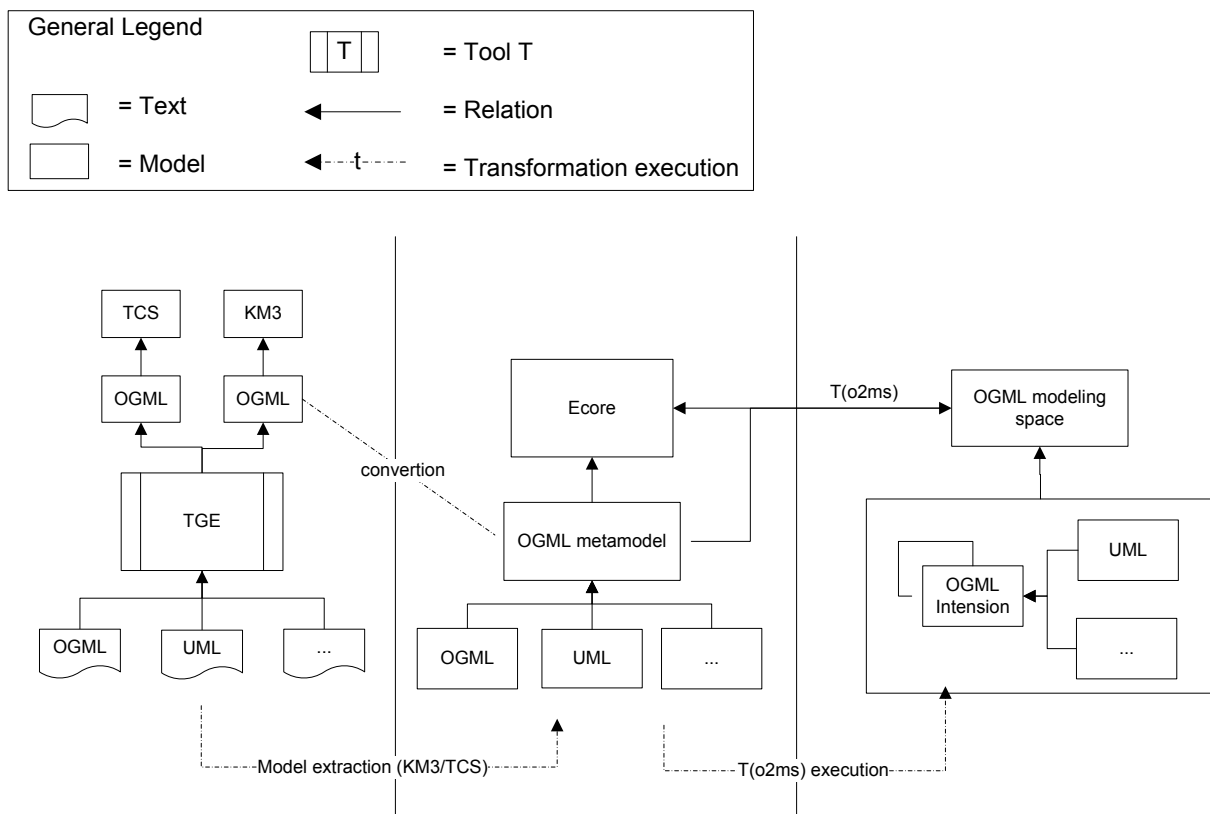 General Legend
T
= Tool T
= Text
= Relation
= Model
t
= Transformation execution
TCS
KM3
OGML
OGML
TGE
OGML
UML
...
convertion
Ecore
OGML metamodel
OGML
UML
...
T(o2ms)
OGML modeling
space
OGML
Intension
UML
...
Model extraction (KM3/TCS)
T(o2ms) execution